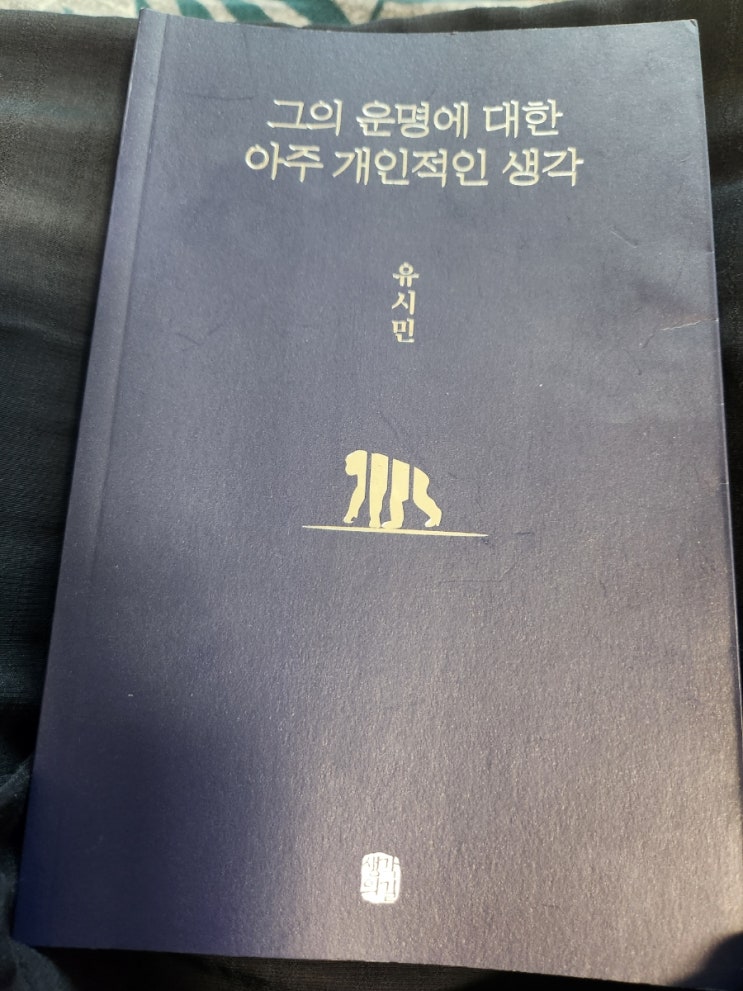 그의 운명에 대한
아주 개인적인 생각
유시민
생각
의길